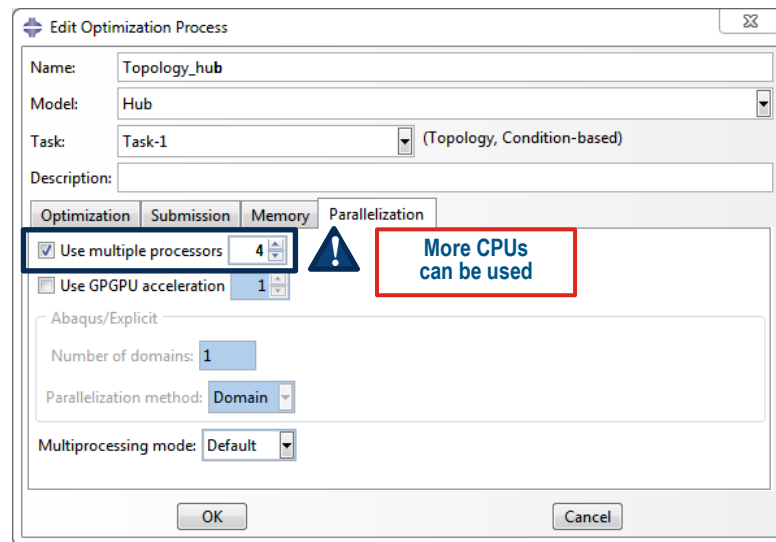 Edit Optimization Process
Name: Topology_hub
Model: Hub
Task: Task-1 (Topology, Condition-based)
Description:
Optimization Submission Memory Parallelization
Use multiple processors 4
More CPUs
can be used
Use GPGPU acceleration 1
Abaqus/Explicit
Number of domains: 1
Parallelization method: Domain
Multiprocessing mode: Default
OK Cancel